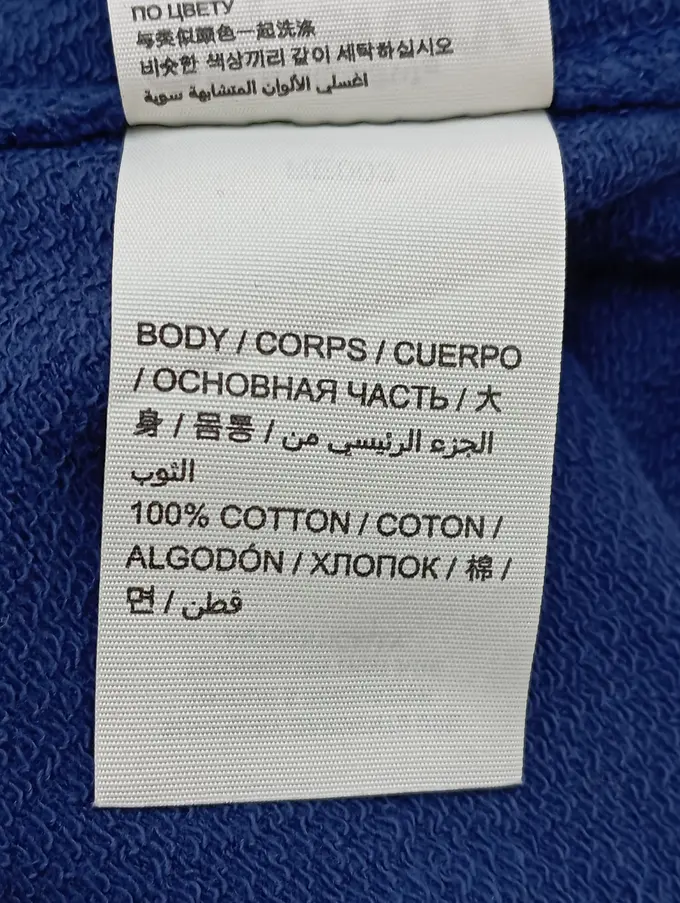 ПО ЦВЕТУ
与类似颜色一起洗涤
비슷한 색상끼리 같이 세탁하십시오
اغسلي الألوان المتشابهة سوية
BODY / CORPS / CUERPO
/ ОСНОВНАЯ ЧАСТЬ / 大
身 / 몸통 / الجزء الرئيسي من
الثوب
100% COTTON / COTON /
ALGODÓN / ХЛОПОК / 棉 /
면 / قطن